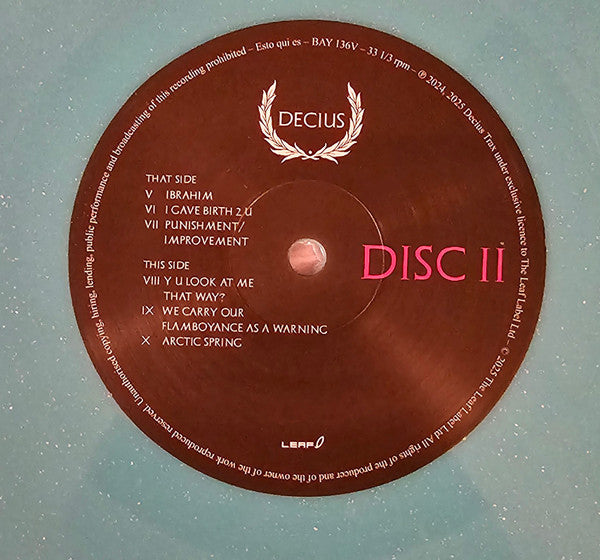 Unauthorised copying, hiring, lending, public performance and broadcasting of this recording prohibited – Esto qui es – BAY 136V – 33 1/3 rpm – ℗ 2024, 2025 Decius Trax under exclusive licence to The Leaf Label Ltd – © 2025 The Leaf Label Ltd All rights of the producer and of the owner of the work reproduced reserved.
DECIUS
THAT SIDE
V IBRAHIM
VI I GAVE BIRTH 2 U
VII PUNISHMENT/
IMPROVEMENT
DISC II
THIS SIDE
VIII Y U LOOK AT ME
THAT WAY?
IX WE CARRY OUR
FLAMBOYANCE AS A WARNING
X ARCTIC SPRING
LEAF